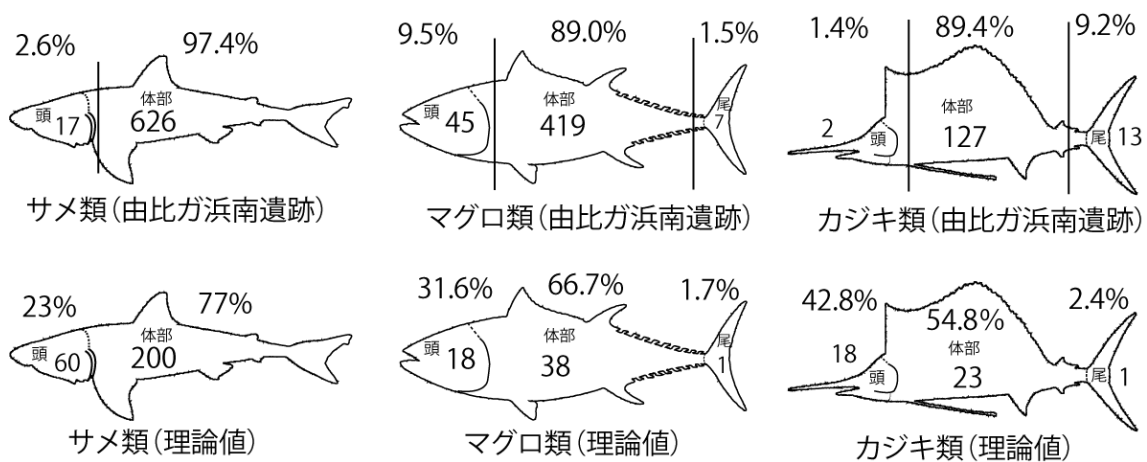 2.6% 97.4%
頭 17 体部 626
サメ類(由比ガ浜南遺跡)
9.5% 89.0% 1.5%
頭 45 体部 419 尾 7
マグロ類(由比ガ浜南遺跡)
1.4% 89.4% 9.2%
2 頭 体部 127 尾 13
カジキ類(由比ガ浜南遺跡)
23% 77%
頭 60 体部 200
サメ類(理論値)
31.6% 66.7% 1.7%
頭 18 体部 38 尾 1
マグロ類(理論値)
42.8% 54.8% 2.4%
18 頭 体部 23 尾 1
カジキ類(理論値)